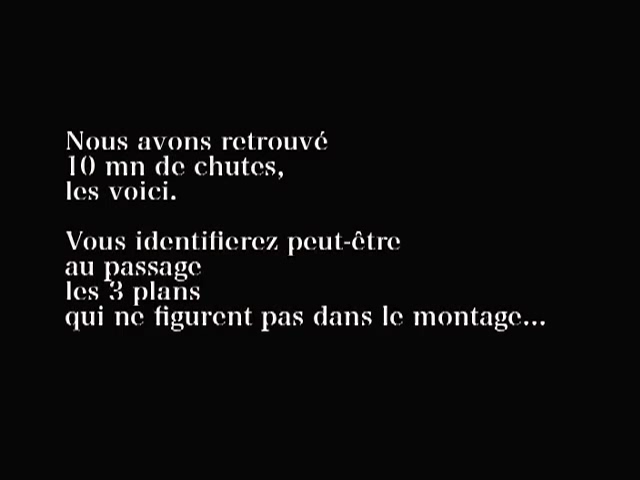 Nous avons retrouvé
10 mn de chutes,
les voici.
Vous identifierez peut-être
au passage
les 3 plans
qui ne figurent pas dans le montage...